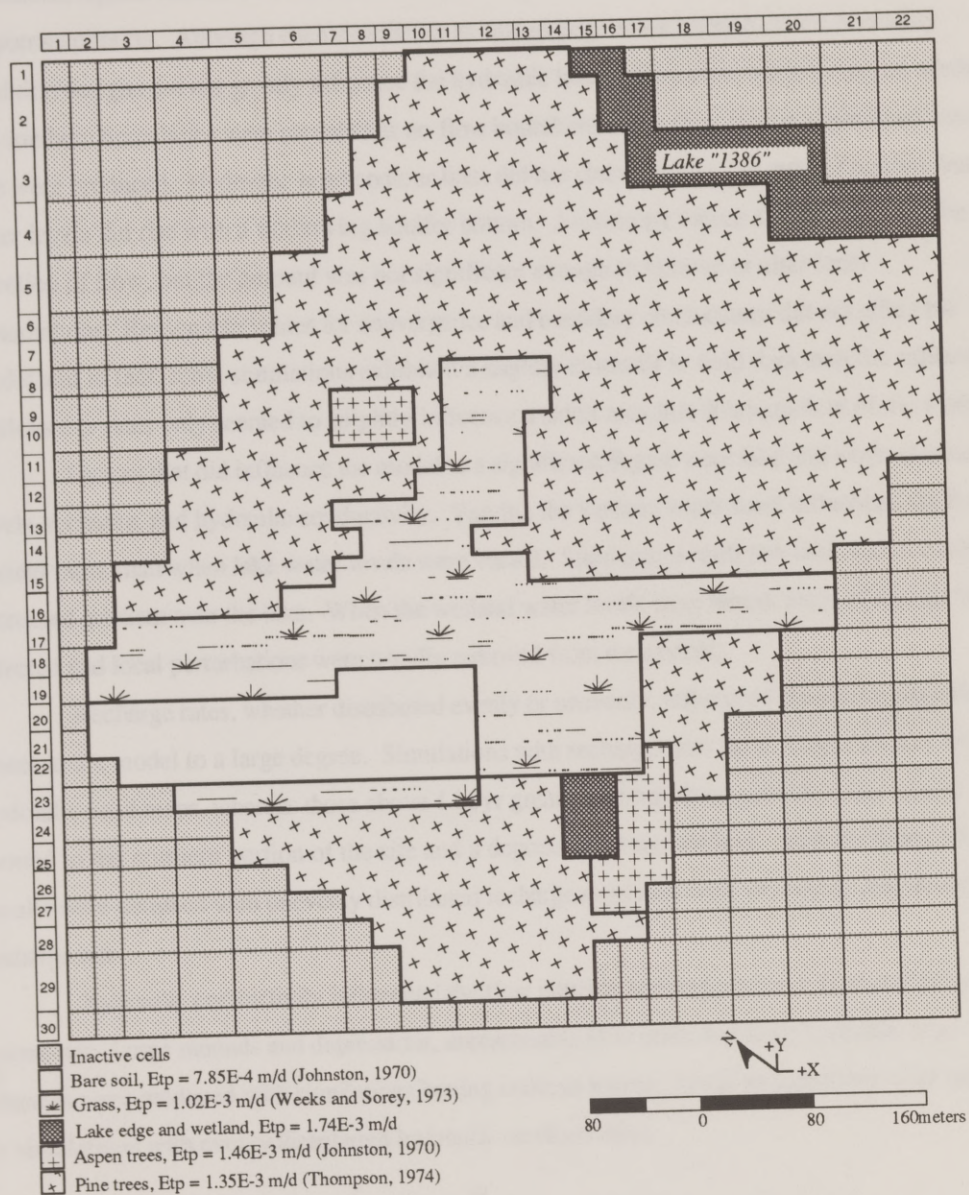 1 2 3 4 5 6 7 8 9 10 11 12 13 14 15 16 17 18 19 20 21 22
1
2
3
4
5
6
7
8
9
10
11
12
13
14
15
16
17
18
19
20
21
22
23
24
25
26
27
28
29
30
Lake "1386"
Inactive cells
Bare soil, Etp = 7.85E-4 m/d (Johnston, 1970)
Grass, Etp = 1.02E-3 m/d (Weeks and Sorey, 1973)
Lake edge and wetland, Etp = 1.74E-3 m/d
Aspen trees, Etp = 1.46E-3 m/d (Johnston, 1970)
Pine trees, Etp = 1.35E-3 m/d (Thompson, 1974)
N
+Y
+X
80 0 80 160meters